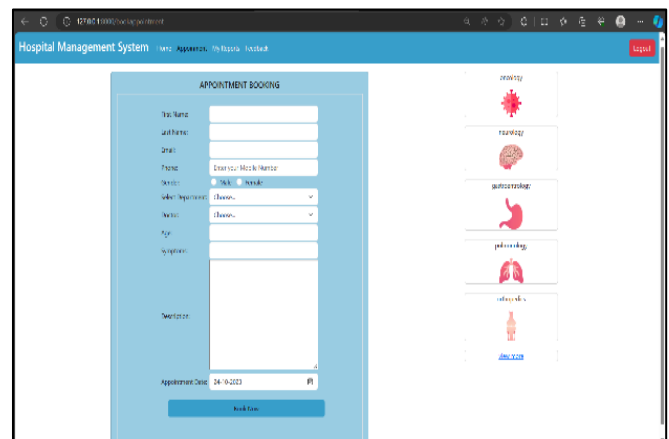 127.0.0.1:8000/bookappointment
Hospital Management System Home Appointment My Reports Feedback Logout
APPOINTMENT BOOKING
First Name:
Last Name:
Email:
Phone: Enter your Mobile Number
Gender: Male Female
Select Department: Choose...
Doctor: Choose...
Age:
Symptoms:
Description:
Appointment Date: 04-10-2023
Book Now
oncology
neurology
gastroentrology
pulmonology
orthopedics
view more